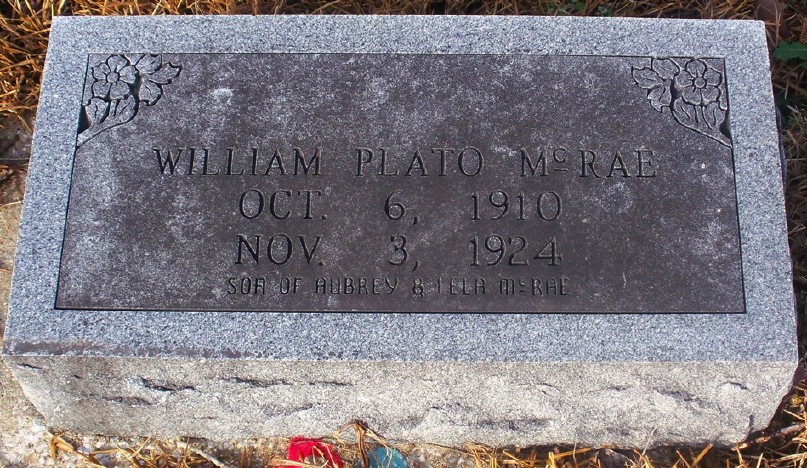 WILLIAM PLATO McRAE
OCT. 6, 1910
NOV. 3, 1924
SON OF AUBREY & LELA McRAE